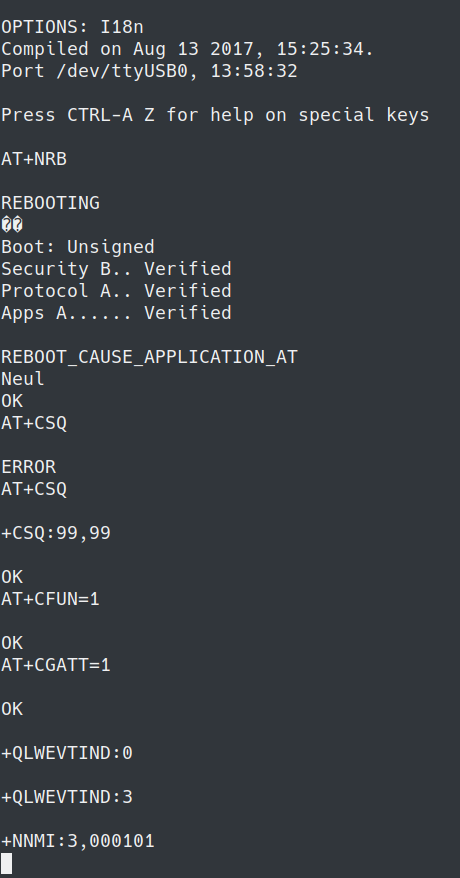 OPTIONS: I18n
Compiled on Aug 13 2017, 15:25:34.
Port /dev/ttyUSB0, 13:58:32
Press CTRL-A Z for help on special keys
AT+NRB
REBOOTING
��
Boot: Unsigned
Security B.. Verified
Protocol A.. Verified
Apps A...... Verified
REBOOT_CAUSE_APPLICATION_AT
Neul
OK
AT+CSQ
ERROR
AT+CSQ
+CSQ:99,99
OK
AT+CFUN=1
OK
AT+CGATT=1
OK
+QLWEVTIND:0
+QLWEVTIND:3
+NNMI:3,000101